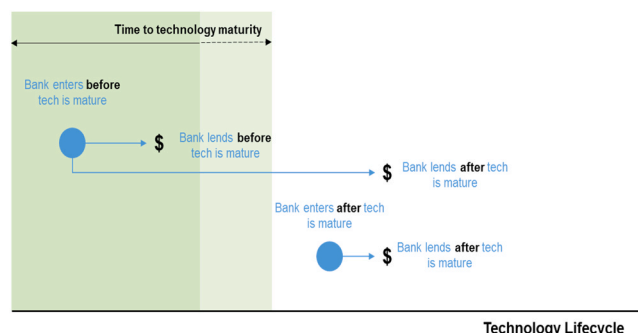 Time to technology maturity
Bank enters before
tech is mature
$
Bank lends before
tech is mature
$
Bank lends after tech
is mature
Bank enters after tech
is mature
$
Bank lends after tech
is mature
Technology Lifecycle